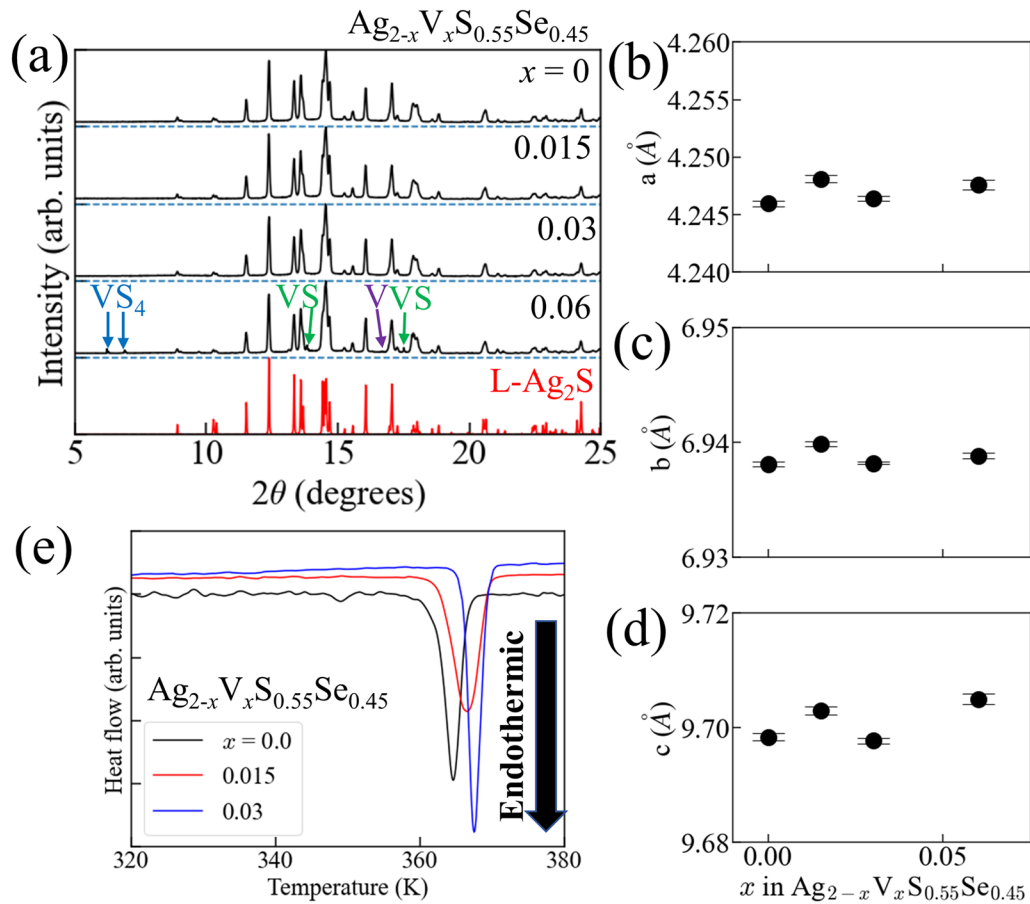 (a)
Ag₂₋ₓVₓS₀.₅₅Se₀.₄₅
x = 0
0.015
0.03
0.06
VS₄
VS
V
VS
L-Ag₂S
Intensity (arb. units)
5 10 15 20 25
2θ (degrees)
(b)
4.260
4.255
4.250
4.245
4.240
a (Å)
(c)
6.95
6.94
6.93
b (Å)
(d)
9.72
9.70
9.68
c (Å)
0.00 0.05
x in Ag₂₋ₓVₓS₀.₅₅Se₀.₄₅
(e)
Heat flow (arb. units)
Ag₂₋ₓVₓS₀.₅₅Se₀.₄₅
x = 0.0
0.015
0.03
Endothermic
320 340 360 380
Temperature (K)